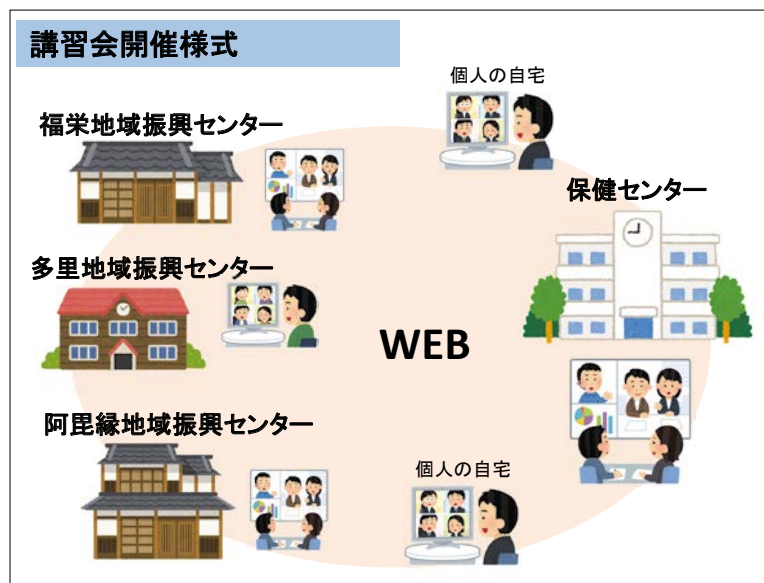 講習会開催様式
個人の自宅
福栄地域振興センター
保健センター
多里地域振興センター
WEB
阿毘縁地域振興センター
個人の自宅